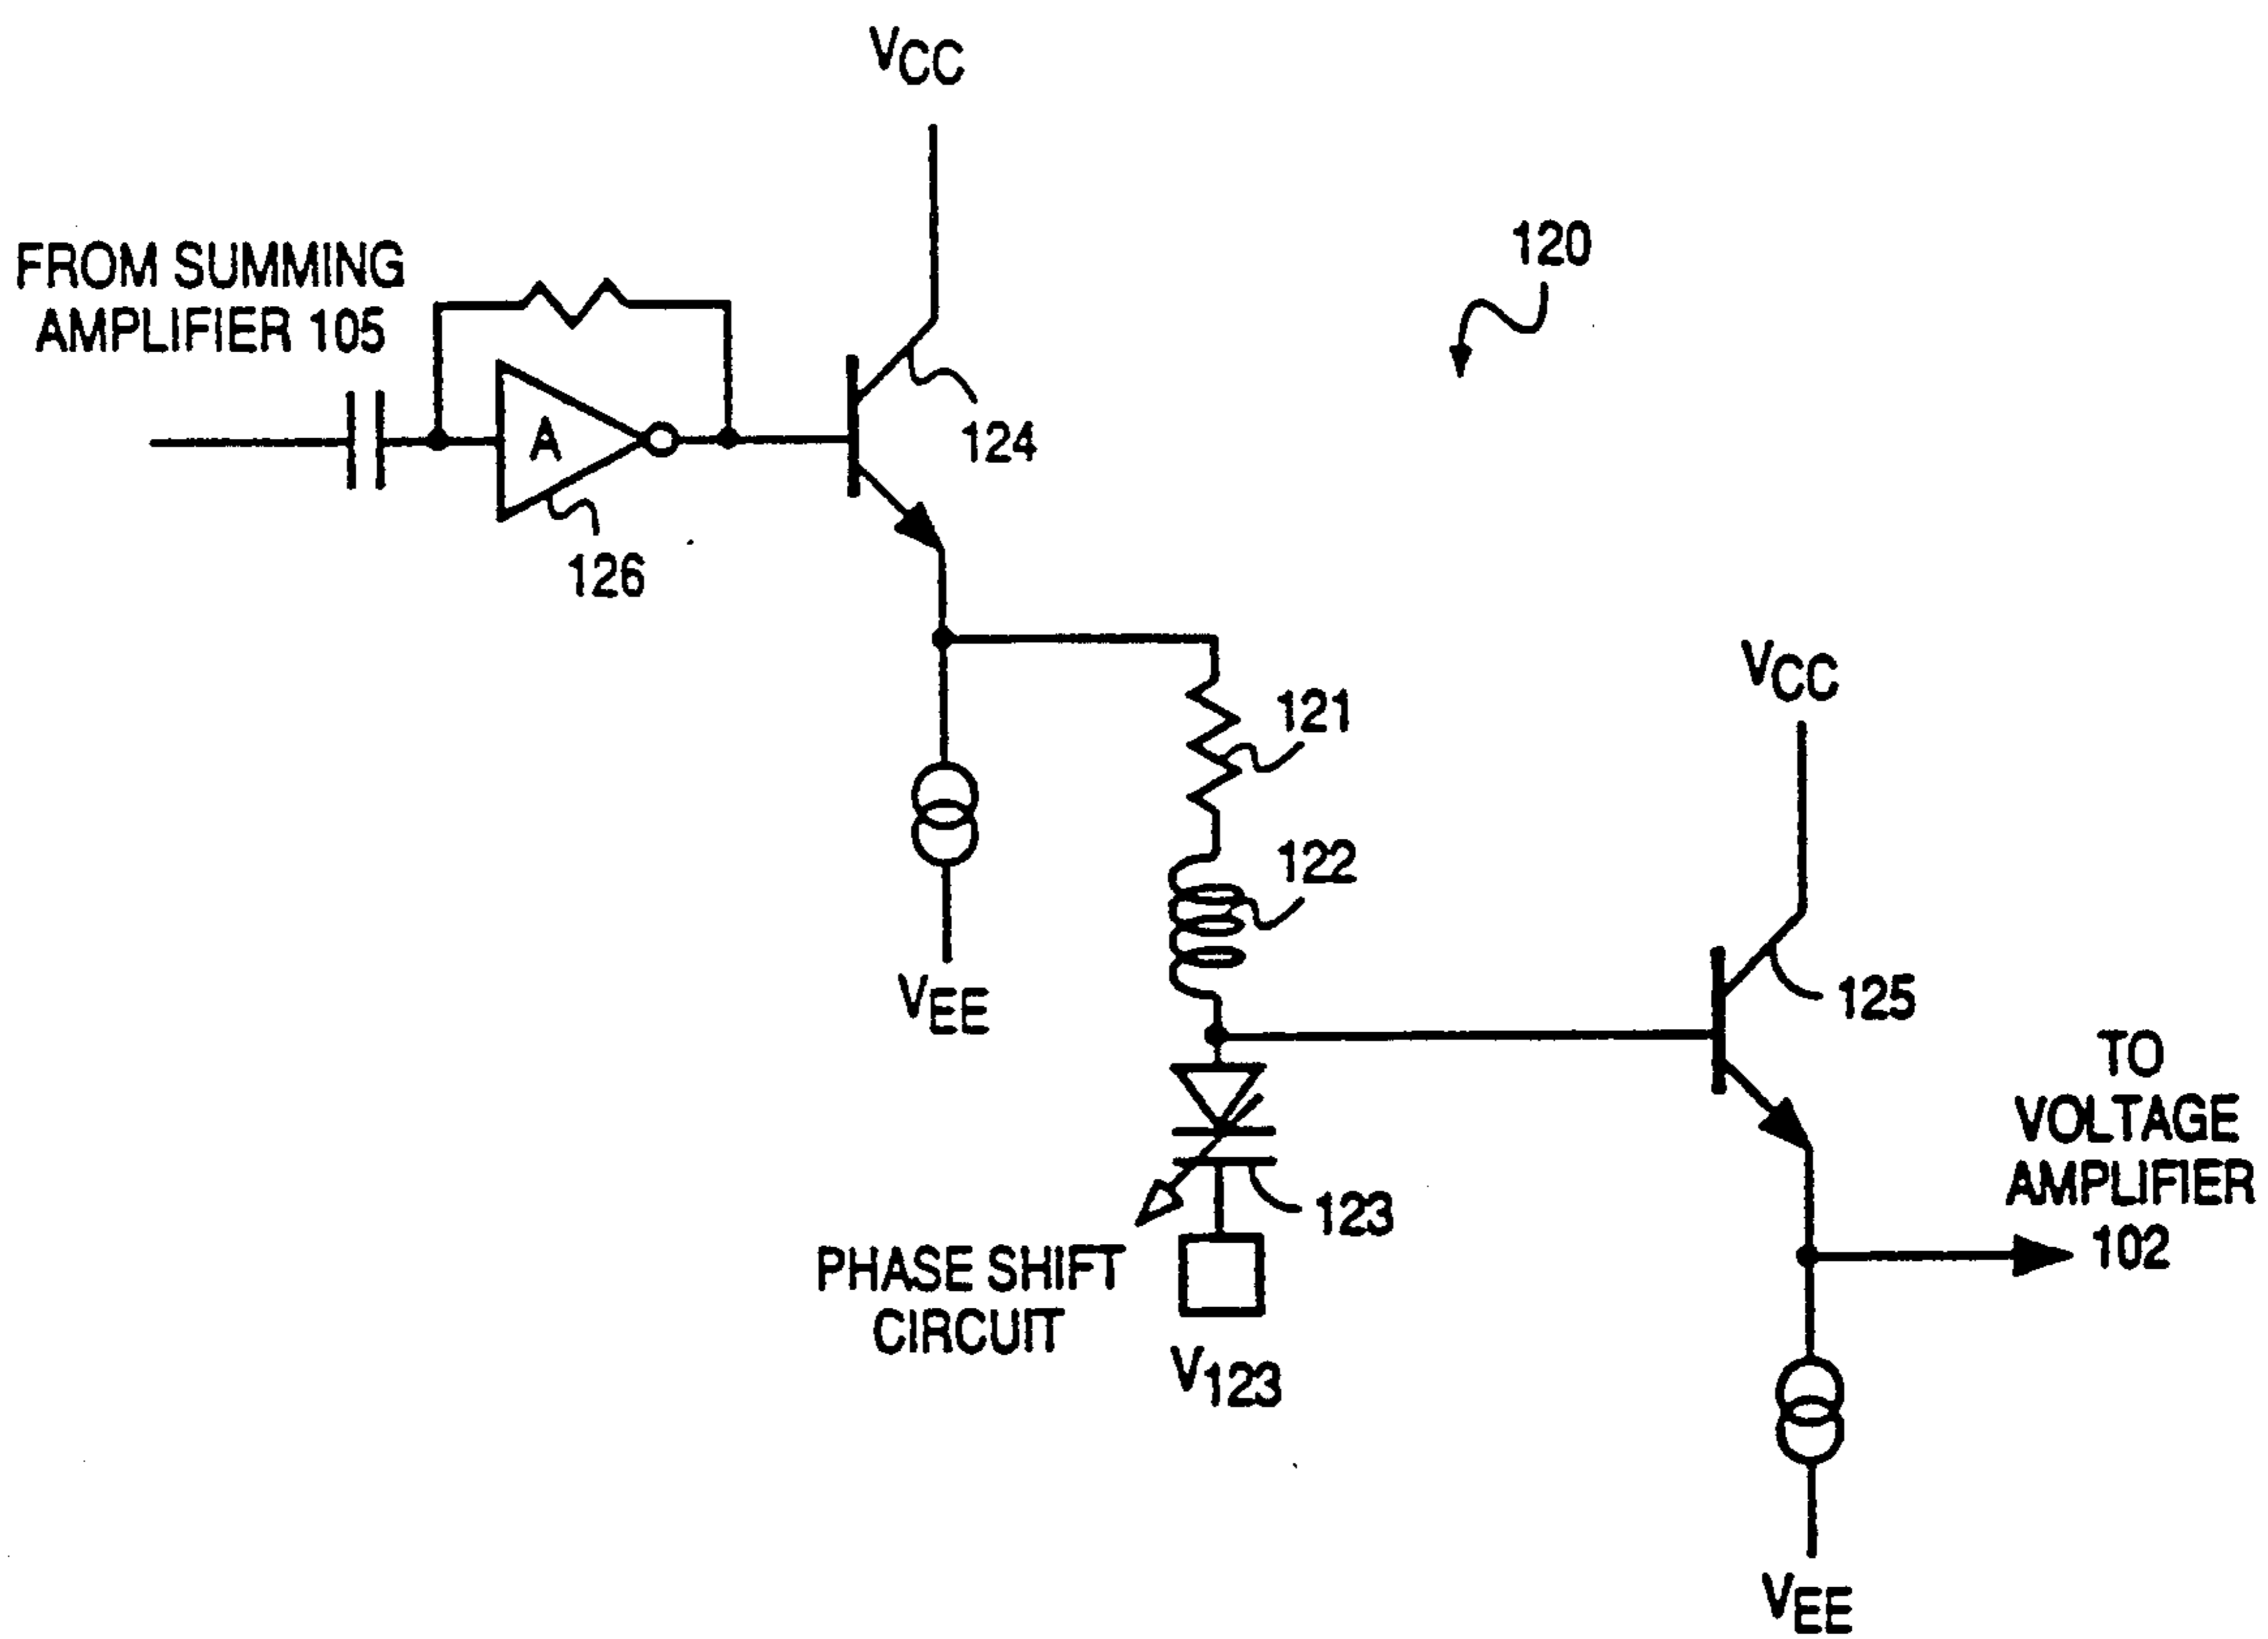 VCC
120
FROM SUMMING
AMPLIFIER 105
A
124
126
121
VCC
122
VEE
125
TO
VOLTAGE
AMPLIFIER
102
123
PHASE SHIFT
CIRCUIT
V123
VEE